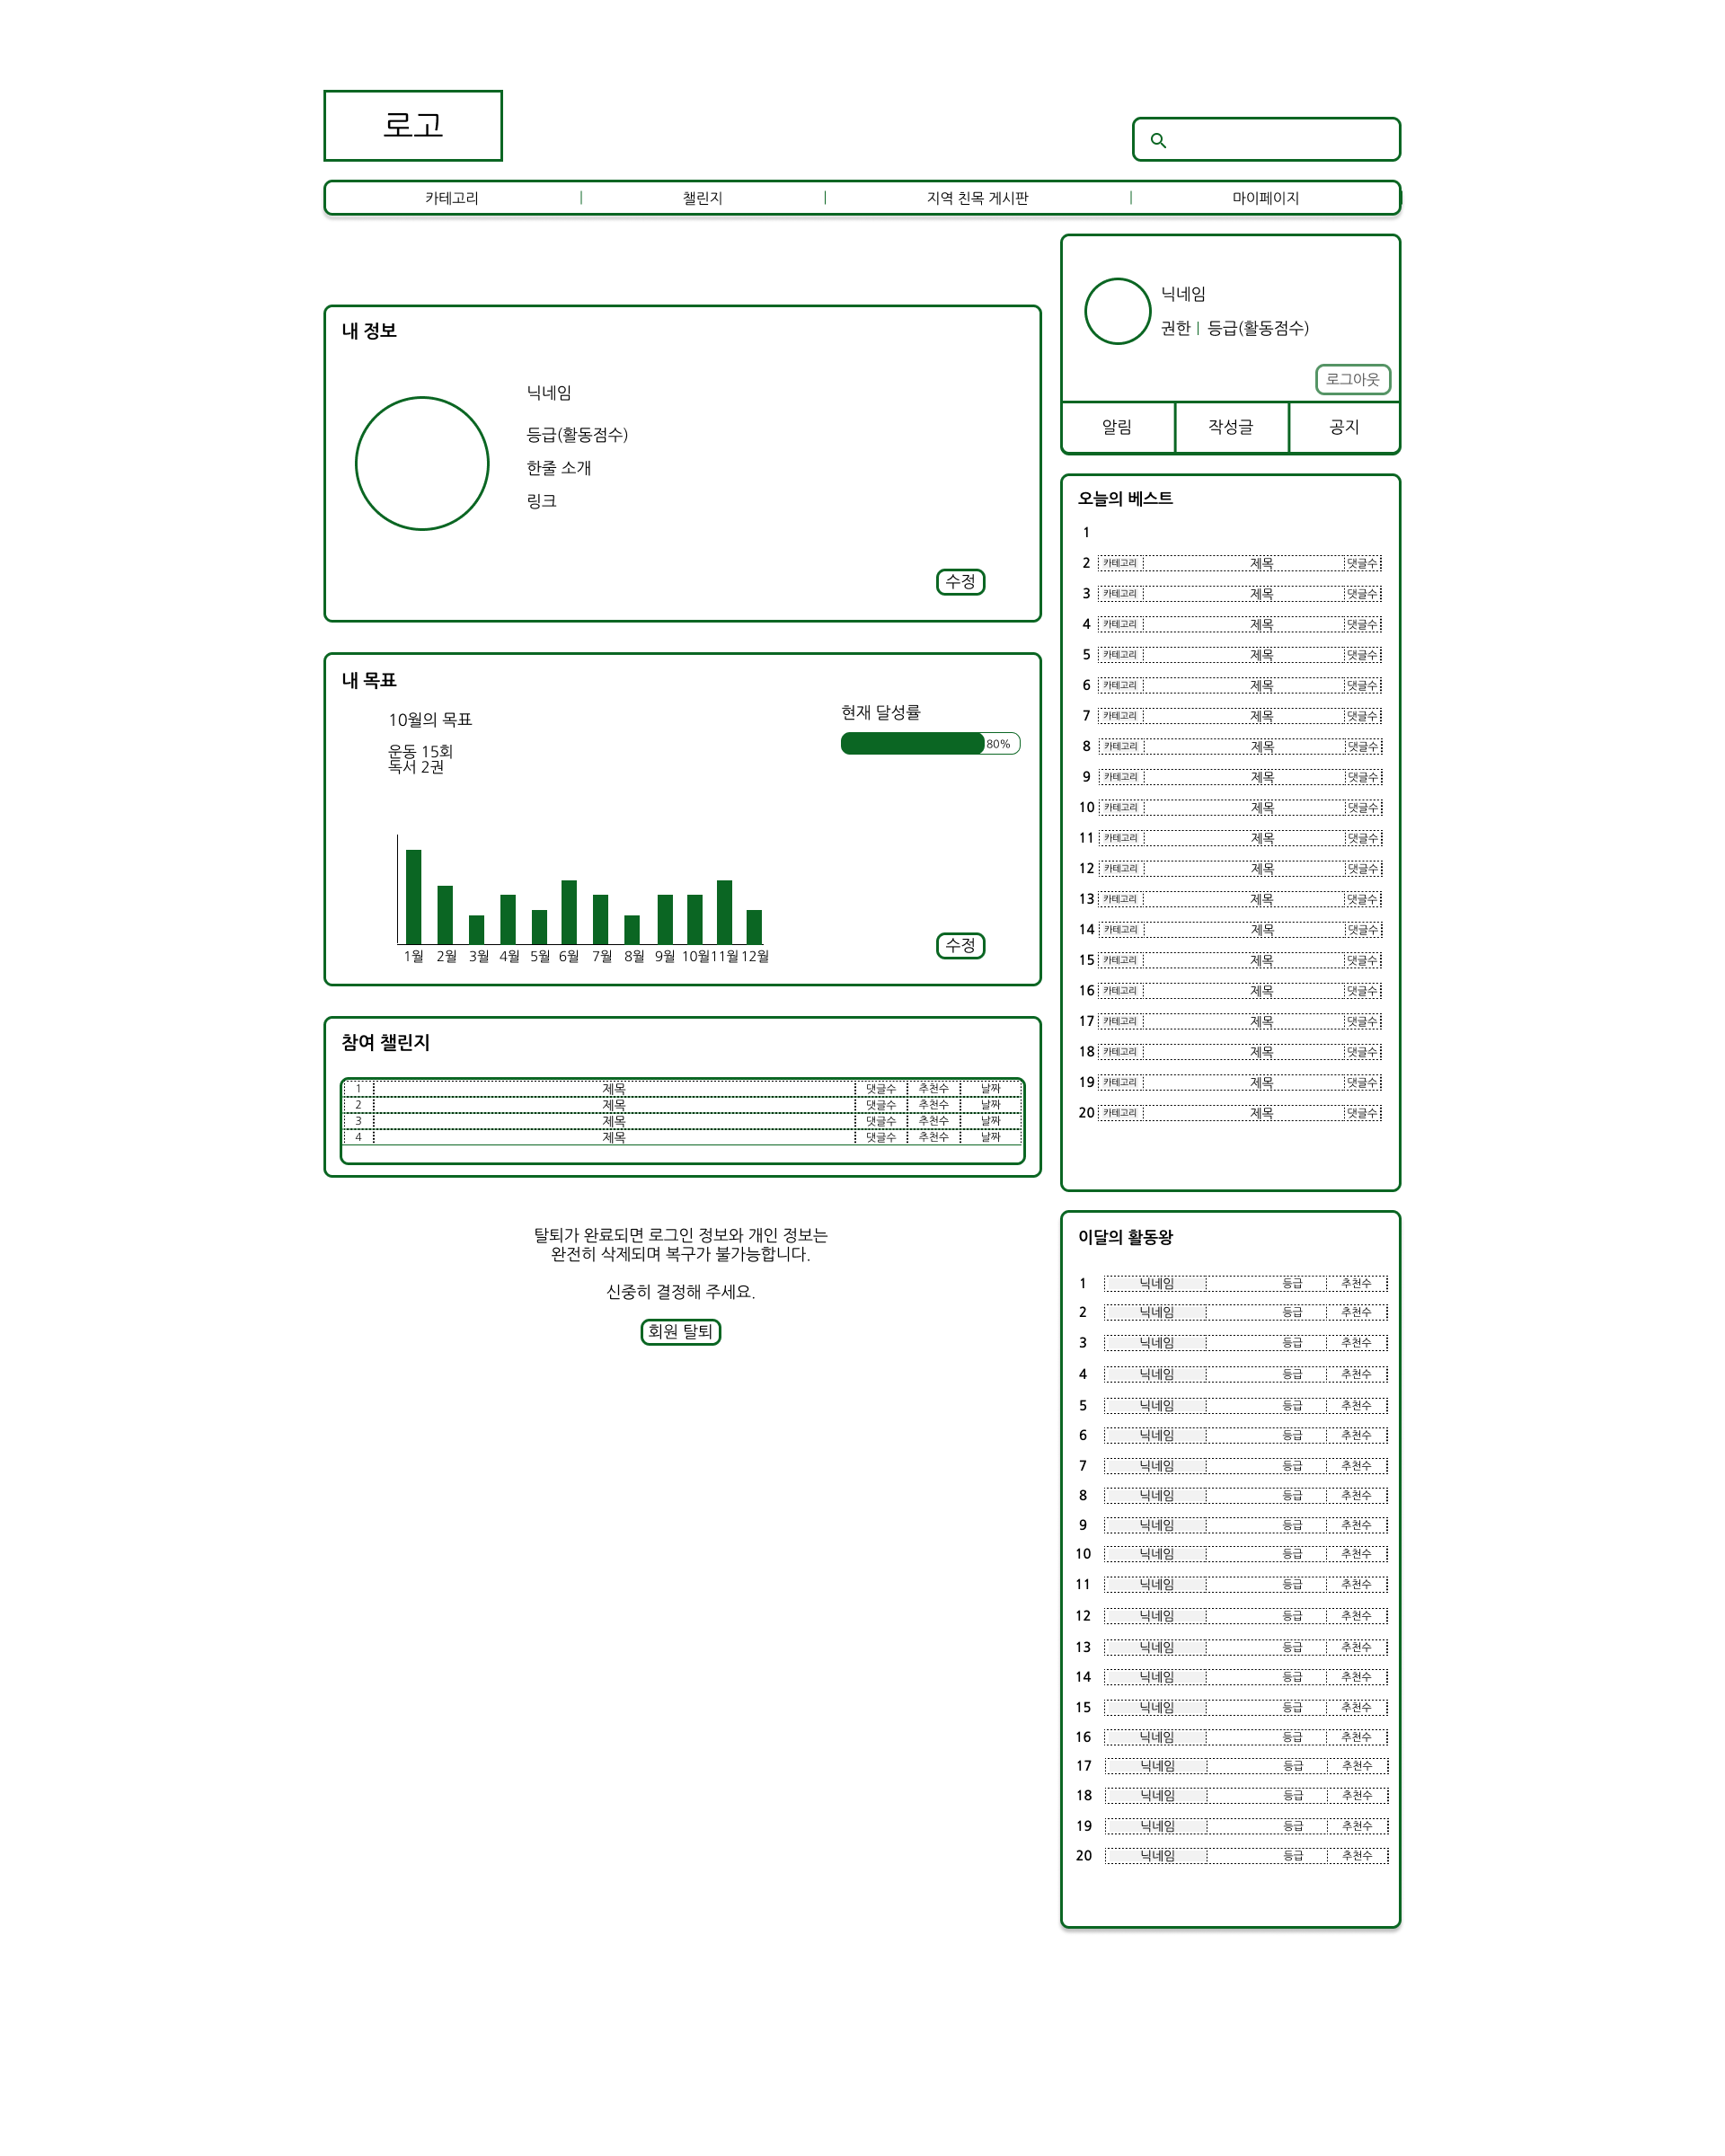 로고
카테고리 | 챌린지 | 지역 친목 게시판 | 마이페이지 |
내 정보
닉네임
등급(활동점수)
한줄 소개
링크
수정
내 목표
10월의 목표
운동 15회
독서 2권
현재 달성률
80%
1월 2월 3월 4월 5월 6월 7월 8월 9월 10월 11월 12월
수정
참여 챌린지
1 제목 댓글수 추천수 날짜
2 제목 댓글수 추천수 날짜
3 제목 댓글수 추천수 날짜
4 제목 댓글수 추천수 날짜
탈퇴가 완료되면 로그인 정보와 개인 정보는
완전히 삭제되며 복구가 불가능합니다.
신중히 결정해 주세요.
회원 탈퇴
닉네임
권한 | 등급(활동점수)
로그아웃
알림 작성글 공지
오늘의 베스트
1
2 카테고리 제목 댓글수
3 카테고리 제목 댓글수
4 카테고리 제목 댓글수
5 카테고리 제목 댓글수
6 카테고리 제목 댓글수
7 카테고리 제목 댓글수
8 카테고리 제목 댓글수
9 카테고리 제목 댓글수
10 카테고리 제목 댓글수
11 카테고리 제목 댓글수
12 카테고리 제목 댓글수
13 카테고리 제목 댓글수
14 카테고리 제목 댓글수
15 카테고리 제목 댓글수
16 카테고리 제목 댓글수
17 카테고리 제목 댓글수
18 카테고리 제목 댓글수
19 카테고리 제목 댓글수
20 카테고리 제목 댓글수
이달의 활동왕
1 닉네임 등급 추천수
2 닉네임 등급 추천수
3 닉네임 등급 추천수
4 닉네임 등급 추천수
5 닉네임 등급 추천수
6 닉네임 등급 추천수
7 닉네임 등급 추천수
8 닉네임 등급 추천수
9 닉네임 등급 추천수
10 닉네임 등급 추천수
11 닉네임 등급 추천수
12 닉네임 등급 추천수
13 닉네임 등급 추천수
14 닉네임 등급 추천수
15 닉네임 등급 추천수
16 닉네임 등급 추천수
17 닉네임 등급 추천수
18 닉네임 등급 추천수
19 닉네임 등급 추천수
20 닉네임 등급 추천수